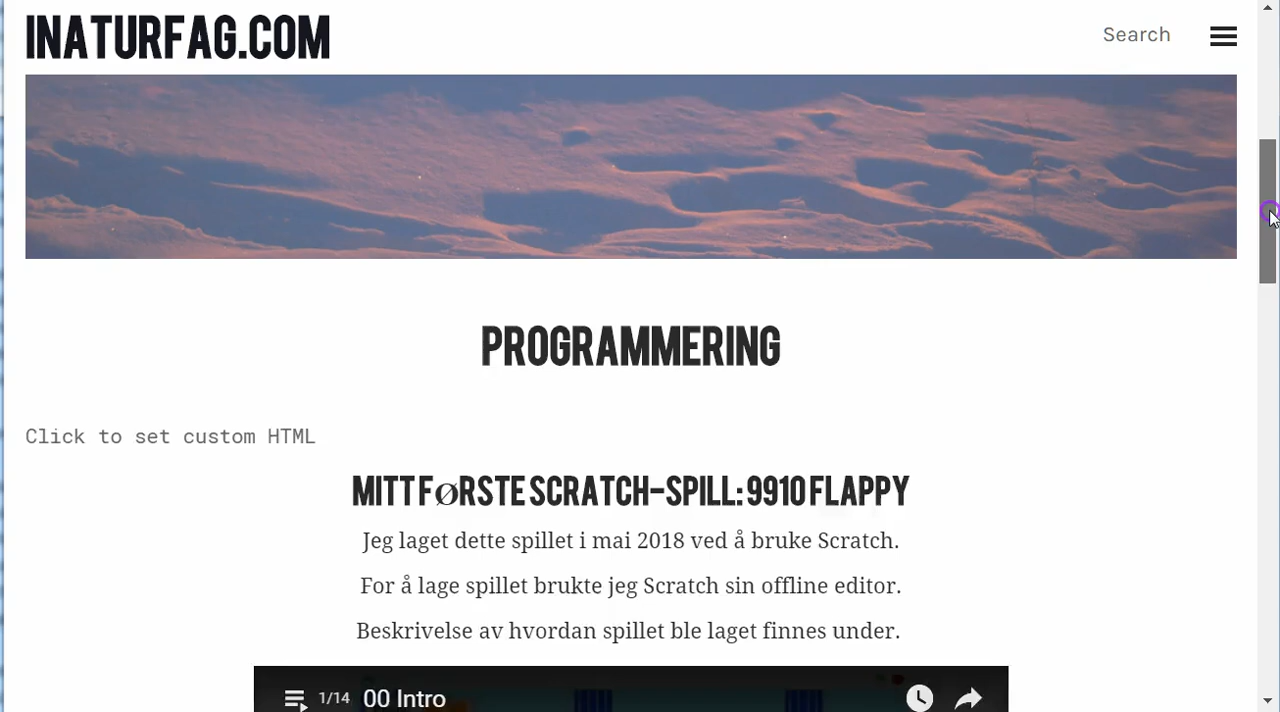 INATURFAG.COM
Search
PROGRAMMERING
Click to set custom HTML
MITT FØRSTE SCRATCH-SPILL: 9910 FLAPPY
Jeg laget dette spillet i mai 2018 ved å bruke Scratch.
For å lage spillet brukte jeg Scratch sin offline editor.
Beskrivelse av hvordan spillet ble laget finnes under.
1/14 00 Intro